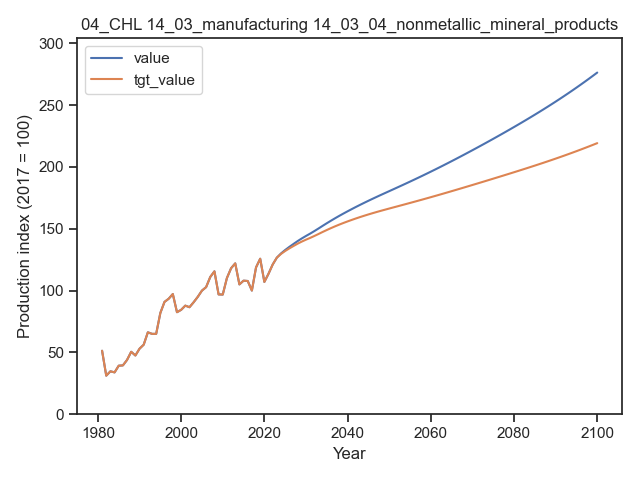 04_CHL 14_03_manufacturing 14_03_04_nonmetallic_mineral_products
value
tgt_value
Production index (2017 = 100)
300
250
200
150
100
50
0
1980 2000 2020 2040 2060 2080 2100
Year